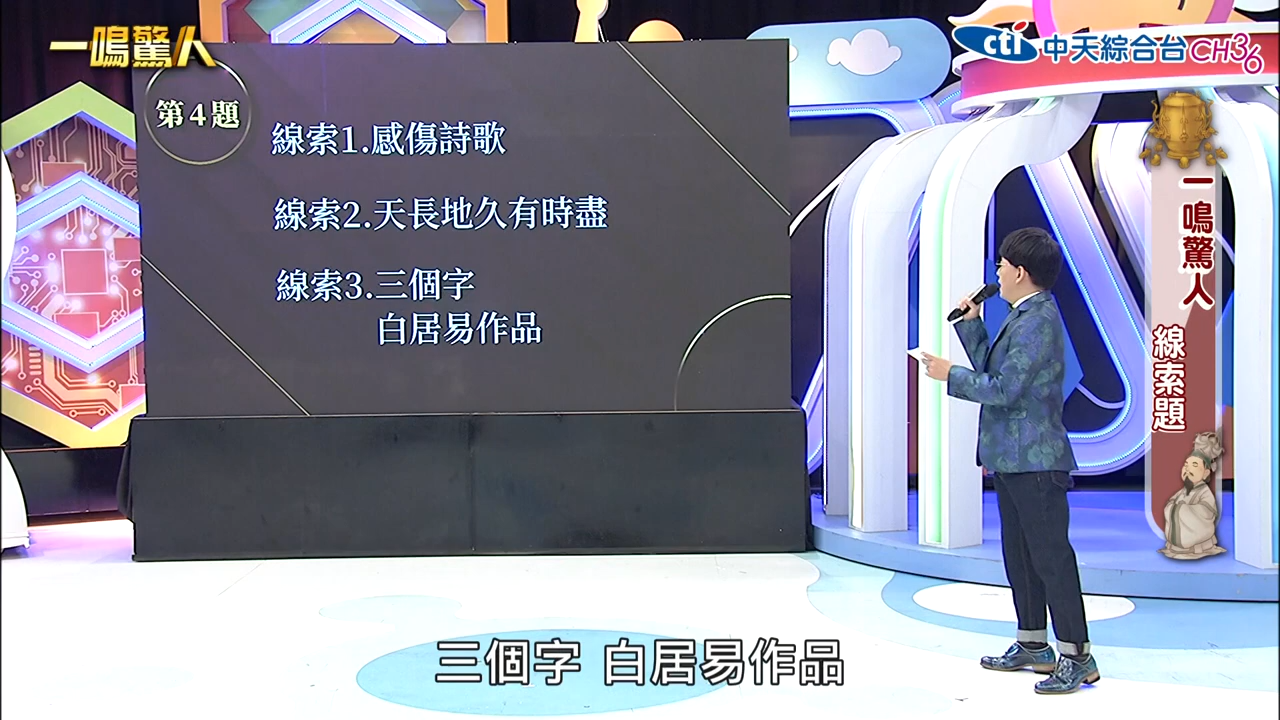 一鳴驚人
cti 中天綜合台 CH36
第4題
線索1.感傷詩歌
線索2.天長地久有時盡
線索3.三個字
白居易作品
一鳴驚人
線索題
三個字 白居易作品